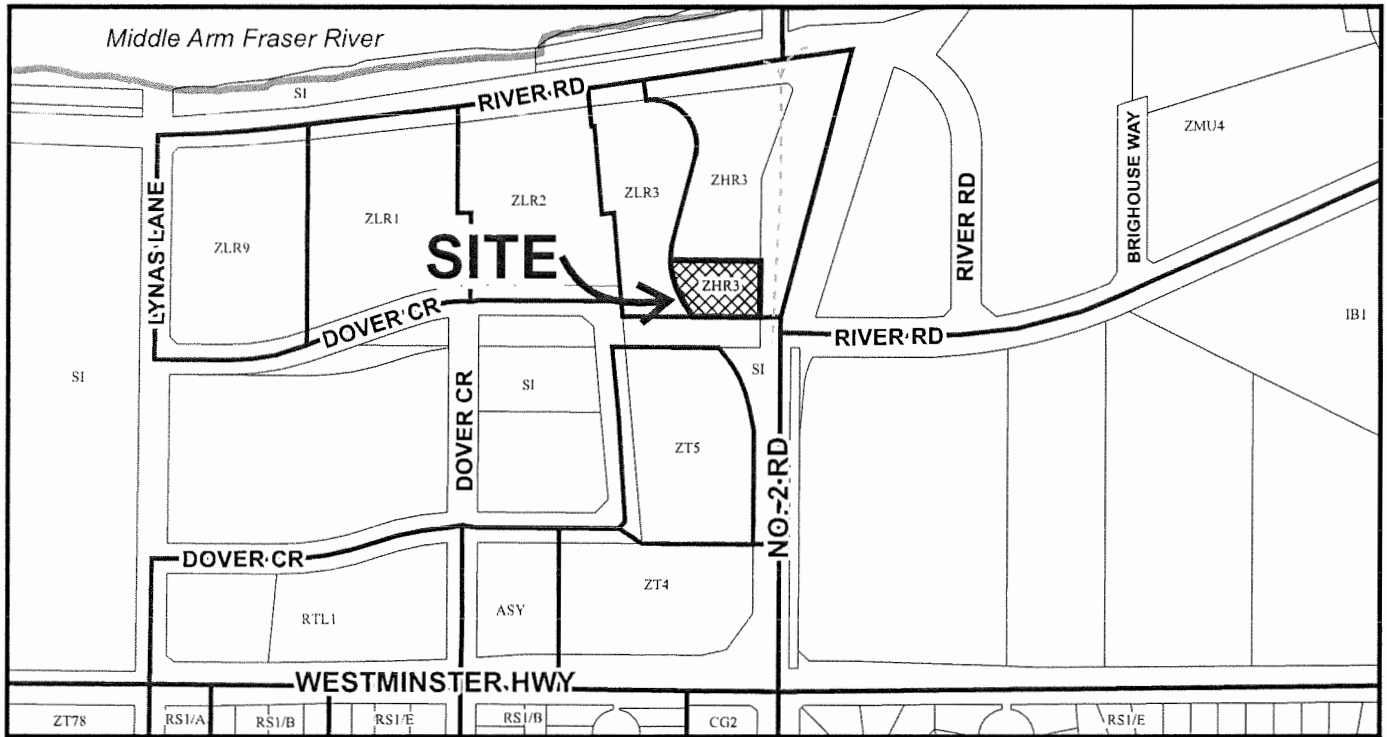 Middle Arm Fraser River
SI
RIVER RD
ZMU4
BRIGHOUSE WAY
LYNAS LANE
ZLR9
ZLR1
ZLR2
ZLR3
ZHR3
RIVER RD
SITE
ZHR3
DOVER CR
RIVER RD
IB1
SI
DOVER CR
SI
SI
ZT5
NO. 2 RD
DOVER CR
RTL1
ASY
ZT4
WESTMINSTER HWY
ZT78
RS1/A
RS1/B
RS1/E
RS1/B
CG2
RS1/E